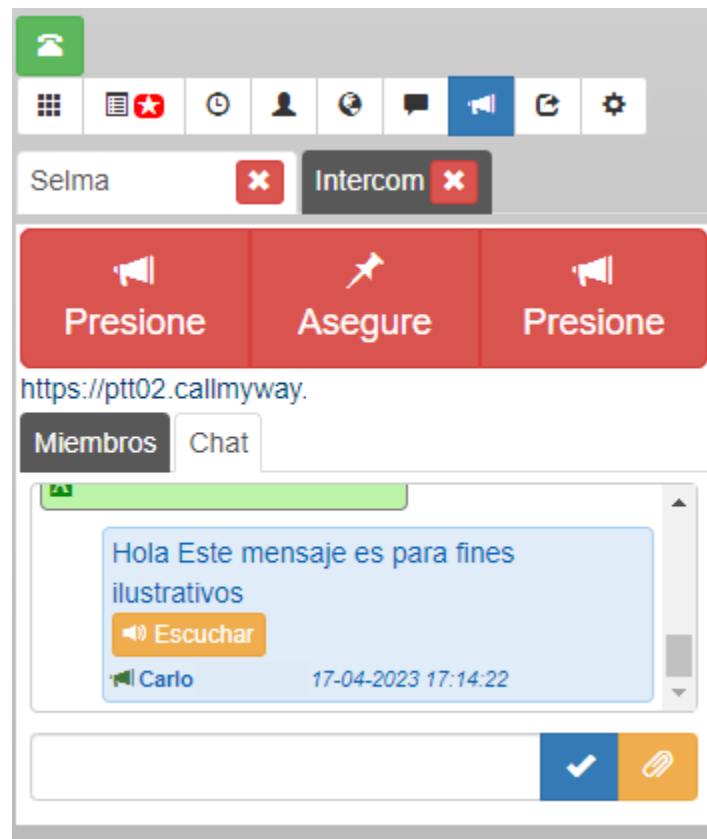 Selma
Intercom
Presione Asegure Presione
https://ptt02.callmyway.
Miembros Chat
Hola Este mensaje es para fines
ilustrativos
Escuchar
Carlo 17-04-2023 17:14:22